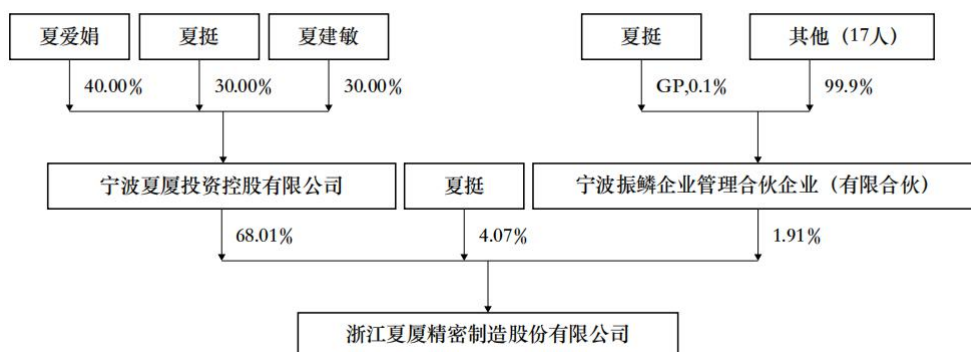 夏爱娟 夏挺 夏建敏 夏挺 其他（17人）
40.00% 30.00% 30.00% GP,0.1% 99.9%
宁波夏厦投资控股有限公司 夏挺 宁波振鳞企业管理合伙企业（有限合伙）
68.01% 4.07% 1.91%
浙江夏厦精密制造股份有限公司